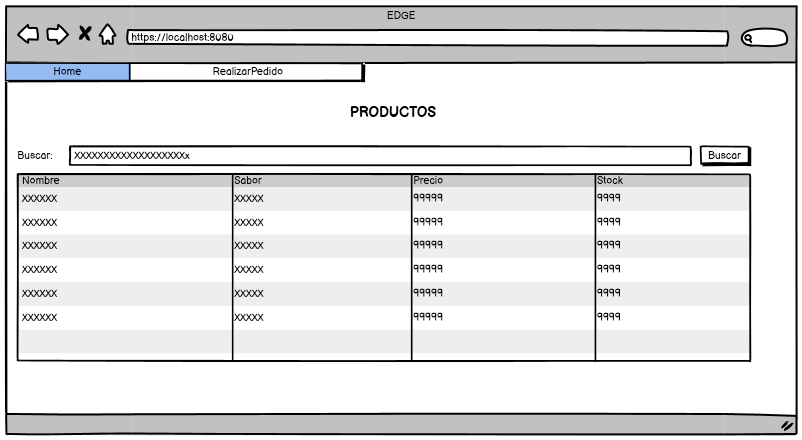 EDGE
https://localhost:8080
Home RealizarPedido
PRODUCTOS
Buscar: XXXXXXXXXXXXXXXXXXXx Buscar
Nombre Sabor Precio Stock
XXXXXX XXXXX 99999 9999
XXXXXX XXXXX 99999 9999
XXXXXX XXXXX 99999 9999
XXXXXX XXXXX 99999 9999
XXXXXX XXXXX 99999 9999
XXXXXX XXXXX 99999 9999